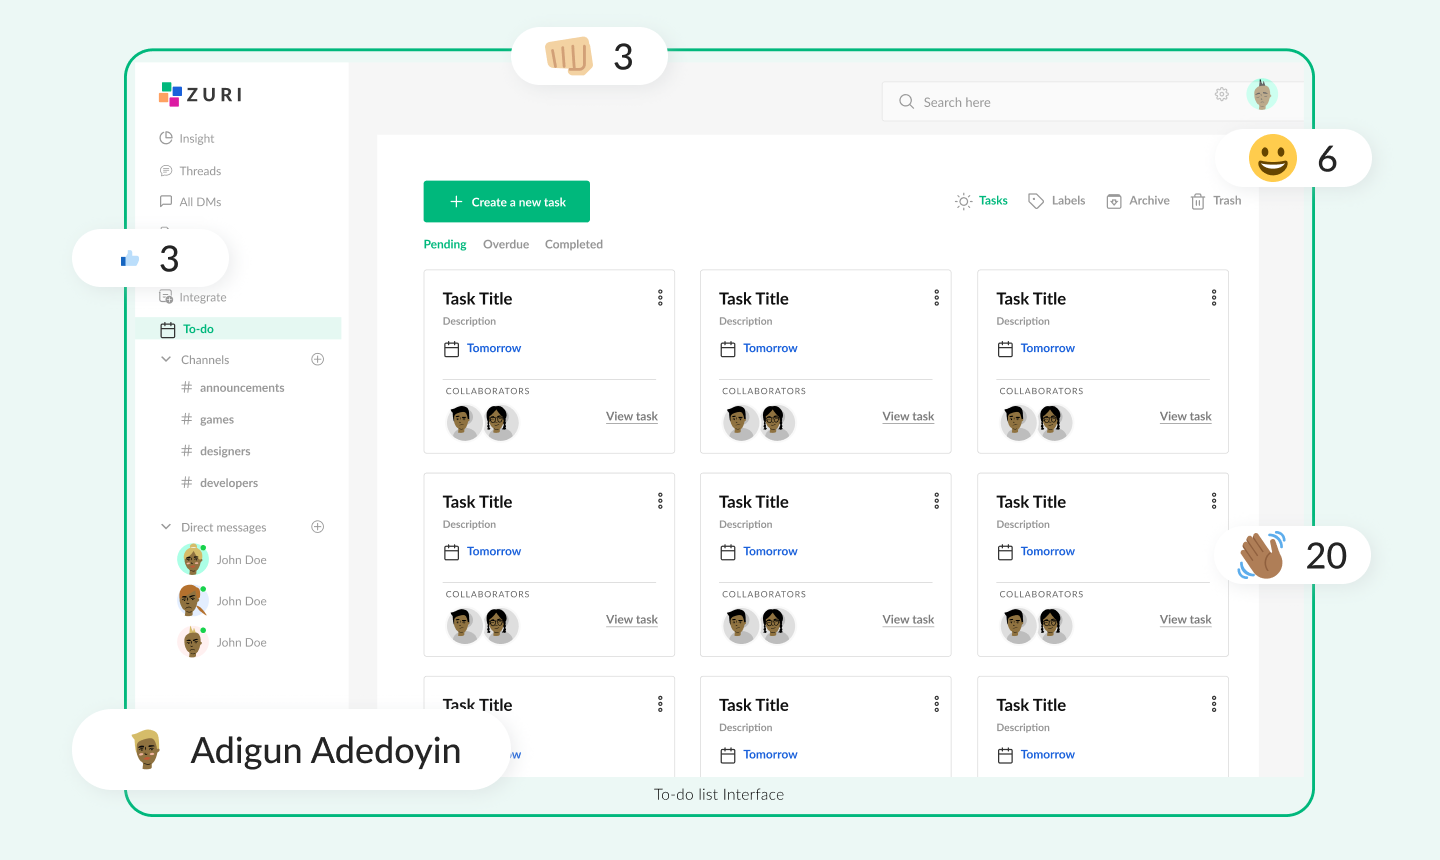 3
ZURI
Search here
Insight
6
Threads
Create a new task
Tasks
Labels
Archive
Trash
All DMs
Pending
Overdue
Completed
3
Integrate
To-do
Channels
announcements
games
designers
developers
Direct messages
John Doe
John Doe
John Doe
Task Title
Description
Tomorrow
COLLABORATORS
View task
Task Title
Description
Tomorrow
COLLABORATORS
View task
Task Title
Description
Tomorrow
COLLABORATORS
View task
Task Title
Description
Tomorrow
COLLABORATORS
View task
Task Title
Description
Tomorrow
COLLABORATORS
View task
Task Title
Description
Tomorrow
COLLABORATORS
View task
20
Task Title
Task Title
Description
Tomorrow
Task Title
Description
Tomorrow
Adigun Adedoyin
To-do list Interface